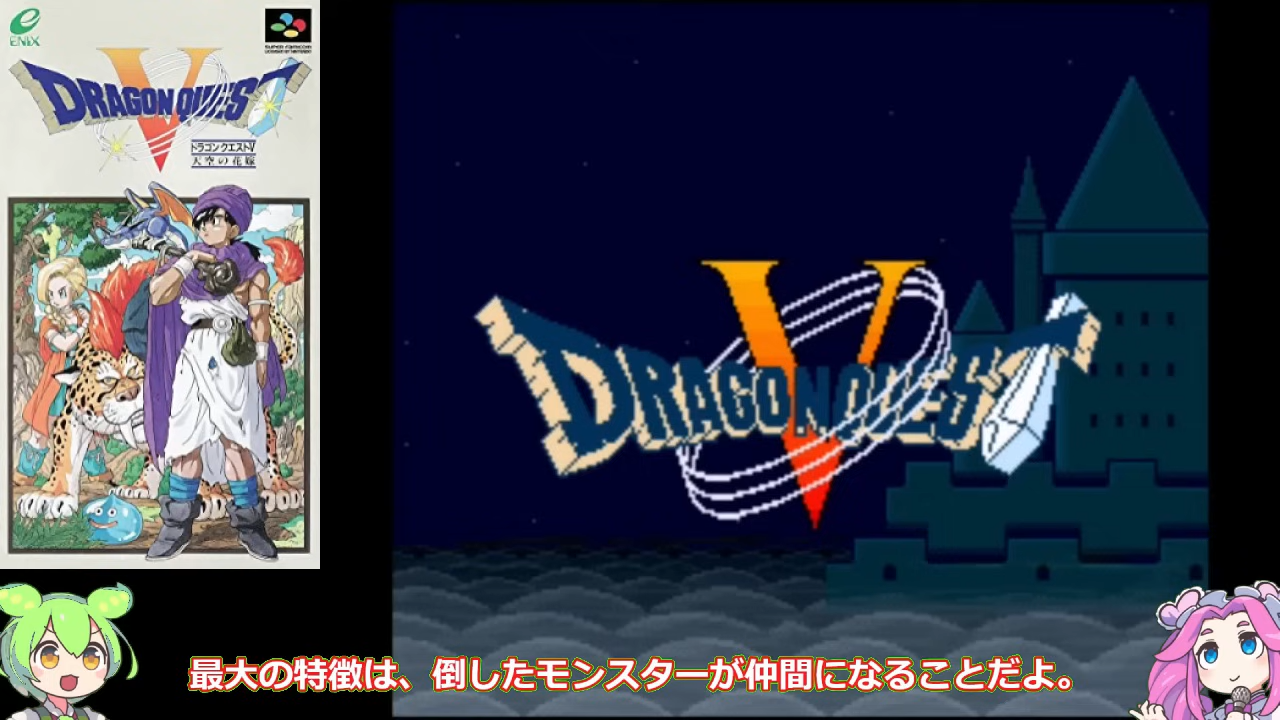 ENIX
SUPER FAMICOM
V
DRAGON QUEST
ドラゴンクエストV
天空の花嫁
V
DRAGON QUEST
最大の特徴は、倒したモンスターが仲間になることだよ。